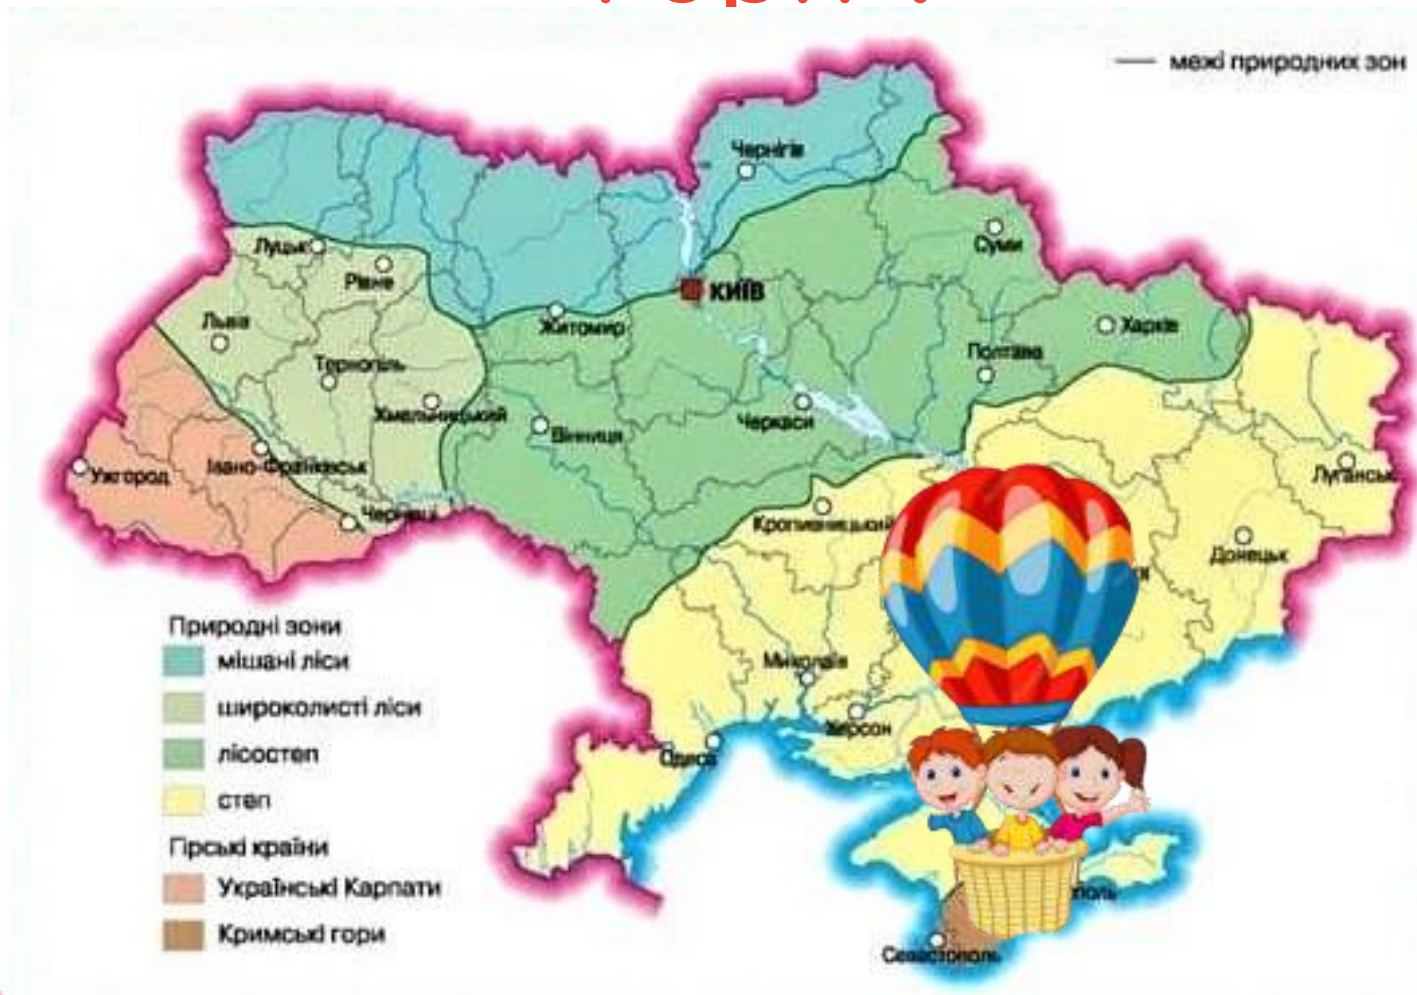 межі природних зон
Чернігів
Луцьк
Суми
Рівне
КИЇВ
Львів
Житомир
Харків
Полтава
Тернопіль
Хмельницький
Черкаси
Вінниця
Ужгород
Івано-Франківськ
Луганськ
Чернівці
Кропивницький
Донецьк
Природні зони
мішані ліси
Миколаїв
широколисті ліси
Херсон
лісостеп
Одеса
степ
Гірські країни
Українські Карпати
ополь
Кримські гори
Севастополь